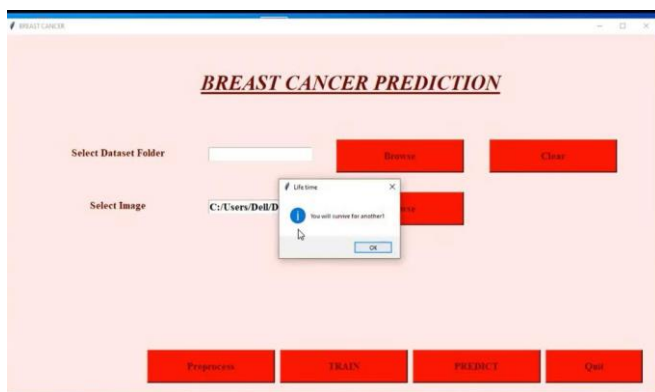 BREAST CANCER
BREAST CANCER PREDICTION
Select Dataset Folder
Browse
Clear
Life time
Select Image
C:/Users/Dell/D
You will survive for another!
OK
Preprocess
TRAIN
PREDICT
Quit